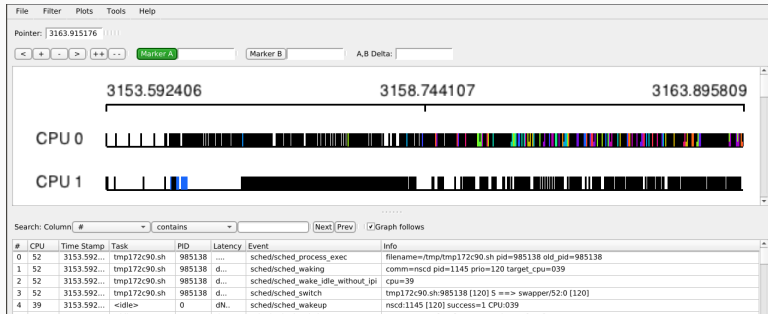 File Filter Plots Tools Help
Pointer: 3163.915176
< + - > ++ -- Marker A Marker B A,B Delta:
3153.592406 3158.744107 3163.895809
CPU 0
CPU 1
Search: Column # contains Next Prev Graph follows
# CPU Time Stamp Task PID Latency Event Info
0 52 3153.592... tmp172c90.sh 985138 .... sched/sched_process_exec filename=/tmp/tmp172c90.sh pid=985138 old_pid=985138
1 52 3153.592... tmp172c90.sh 985138 d... sched/sched_waking comm=nscd pid=1145 prio=120 target_cpu=039
2 52 3153.592... tmp172c90.sh 985138 d... sched/sched_wake_idle_without_ipi cpu=39
3 52 3153.592... tmp172c90.sh 985138 d... sched/sched_switch tmp172c90.sh:985138 [120] S ==> swapper/52:0 [120]
4 39 3153.592... <idle> 0 dN.. sched/sched_wakeup nscd:1145 [120] success=1 CPU:039